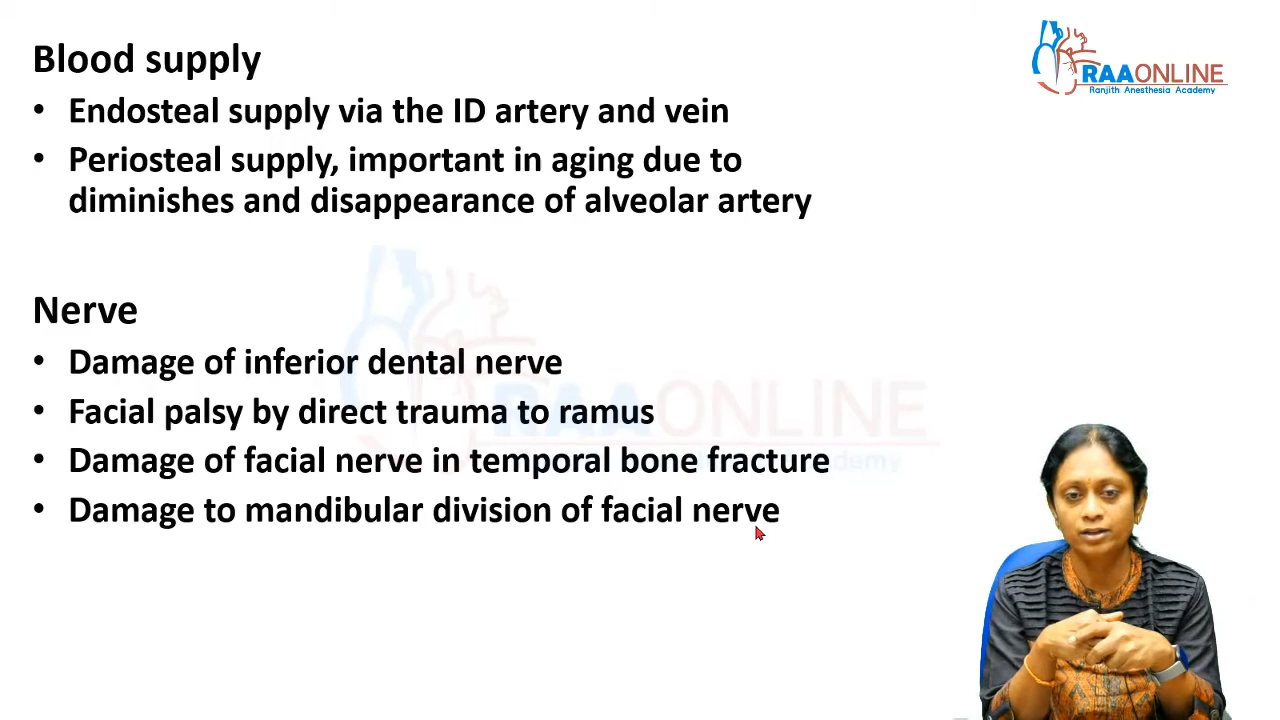 Blood supply
RAAONLINE
Ranjith Anesthesia Academy
• Endosteal supply via the ID artery and vein
• Periosteal supply, important in aging due to
diminishes and disappearance of alveolar artery
Nerve
• Damage of inferior dental nerve
• Facial palsy by direct trauma to ramus
RAAONLINE
• Damage of facial nerve in temporal bone fracture
Academy
• Damage to mandibular division of facial nerve